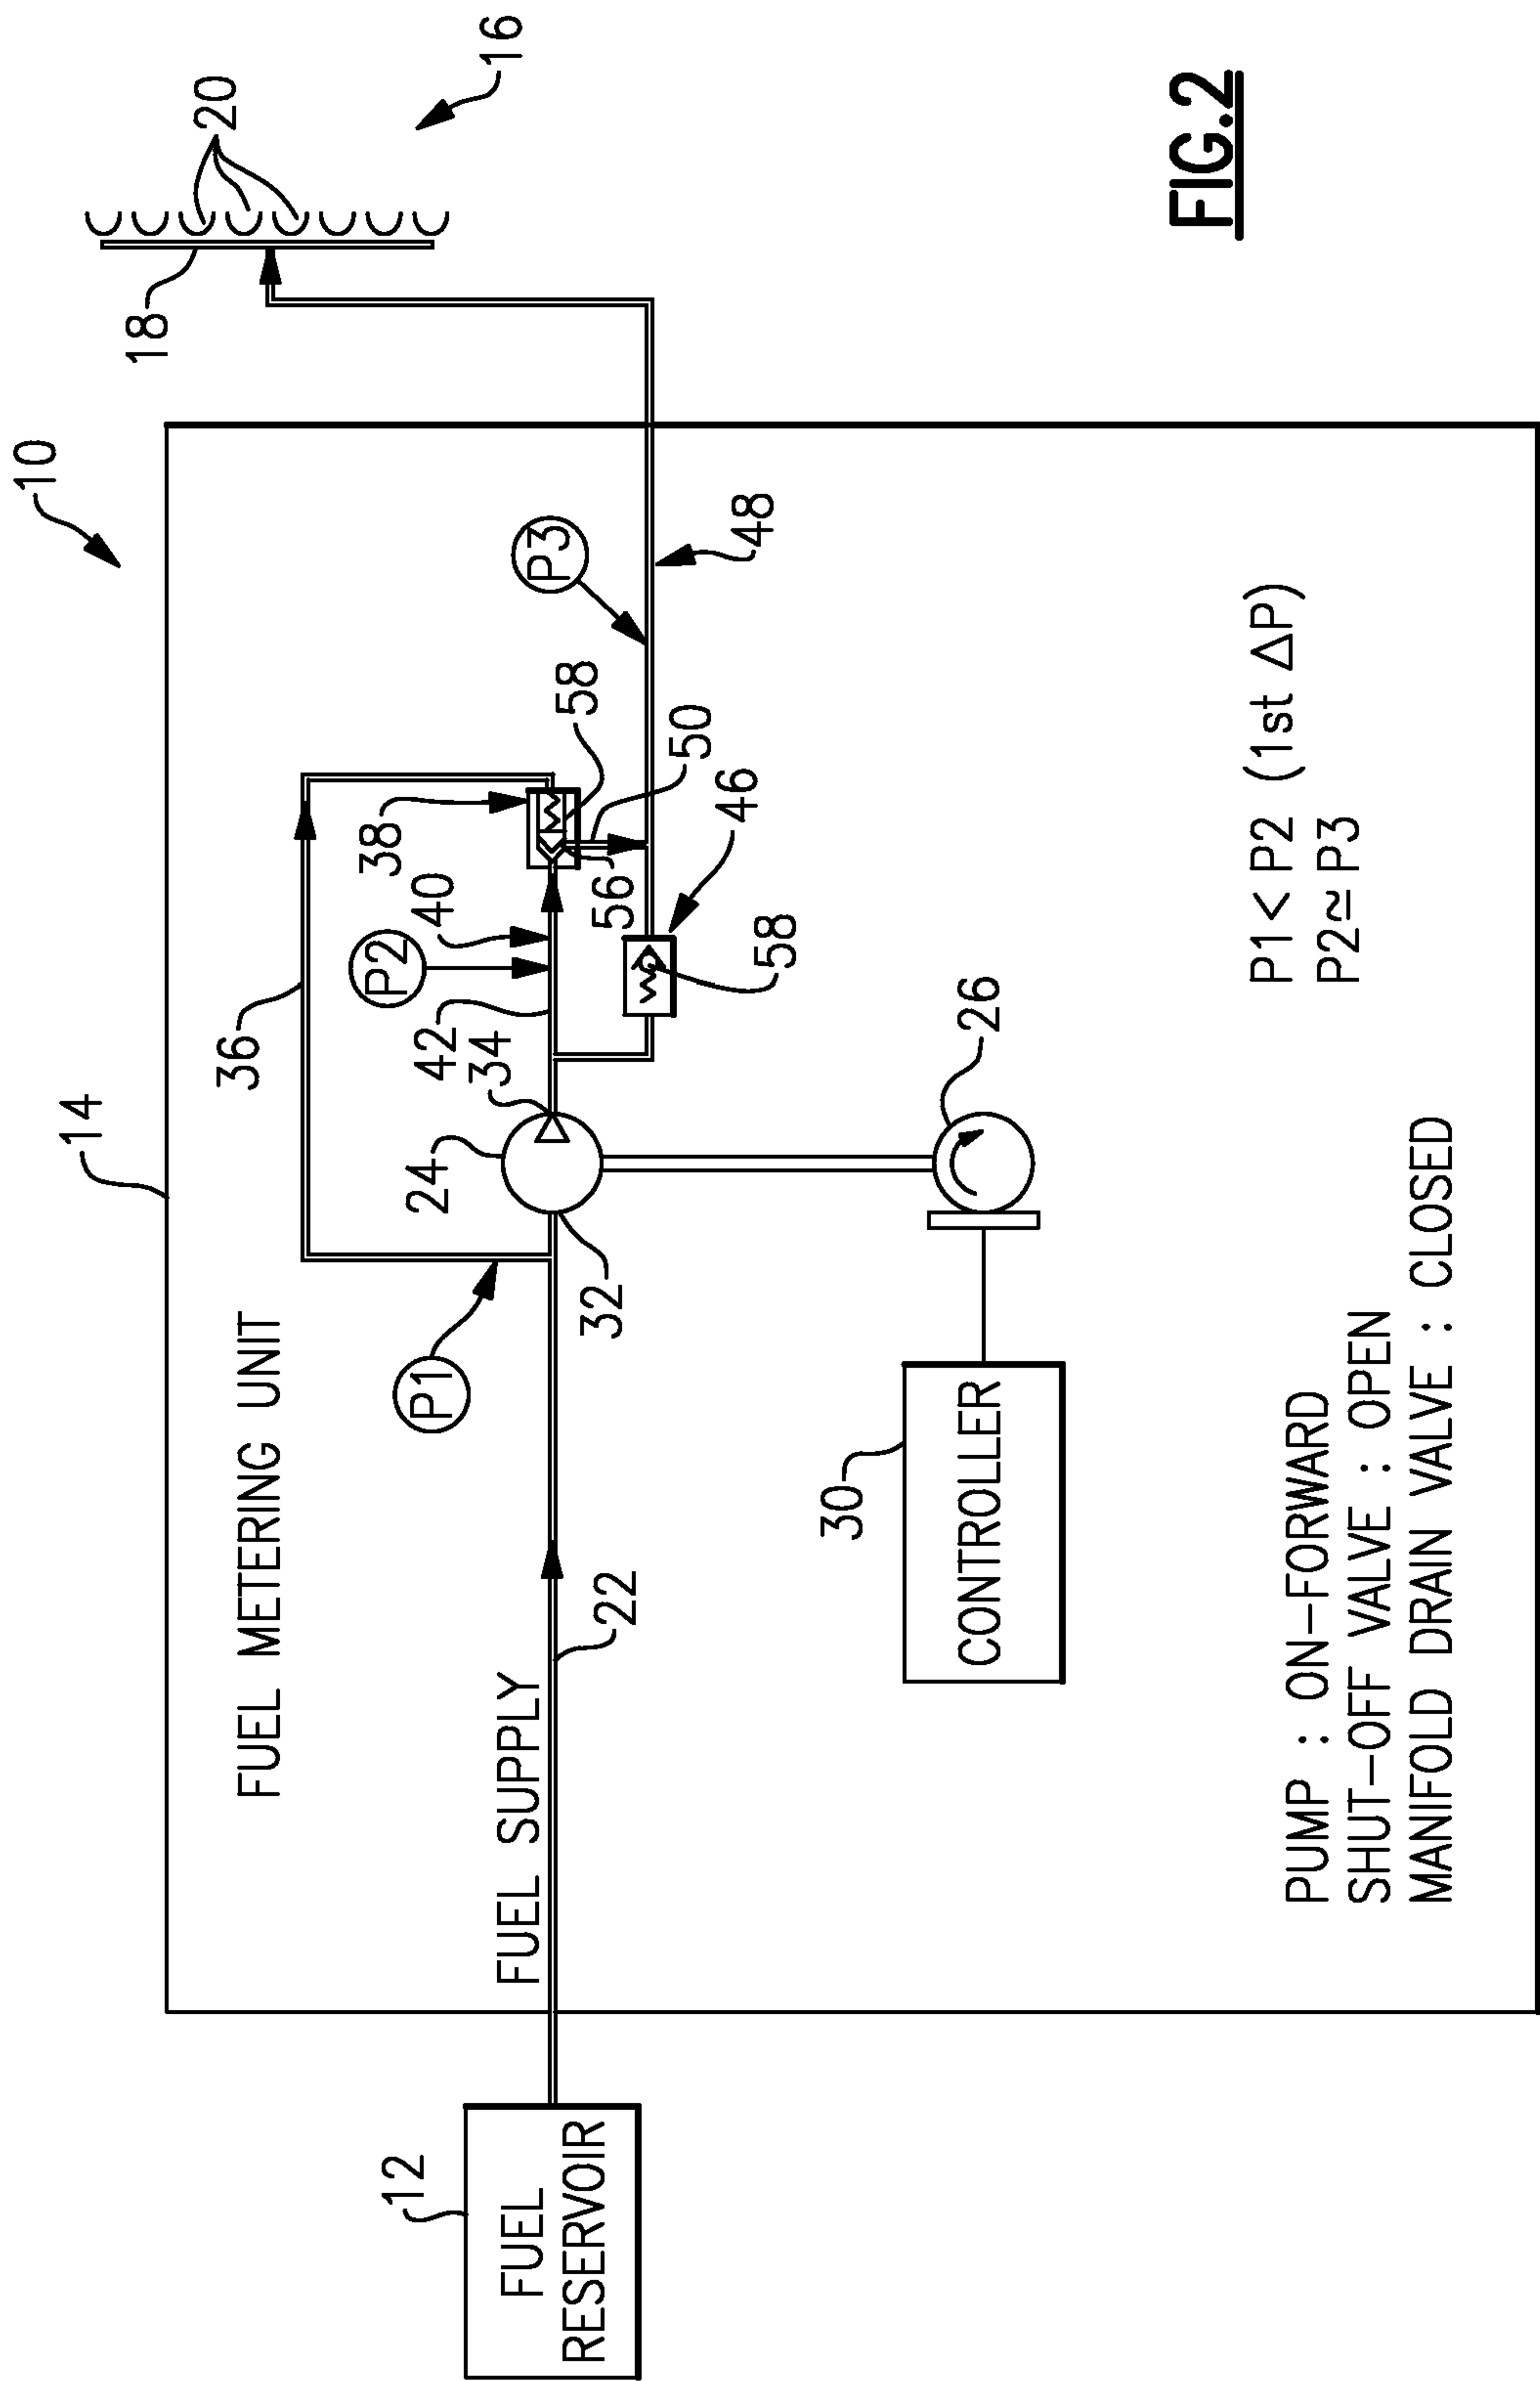 10
14
FUEL METERING UNIT
36
P1
P2
P3
38
40
42
34
24
32
56
58
50
46
58
48
18
20
16
12
FUEL
RESERVOIR
FUEL SUPPLY
22
30
CONTROLLER
26
PUMP : ON-FORWARD
SHUT-OFF VALVE : OPEN
MANIFOLD DRAIN VALVE : CLOSED
P1 < P2 (1st ΔP)
P2 ≅ P3
FIG.2